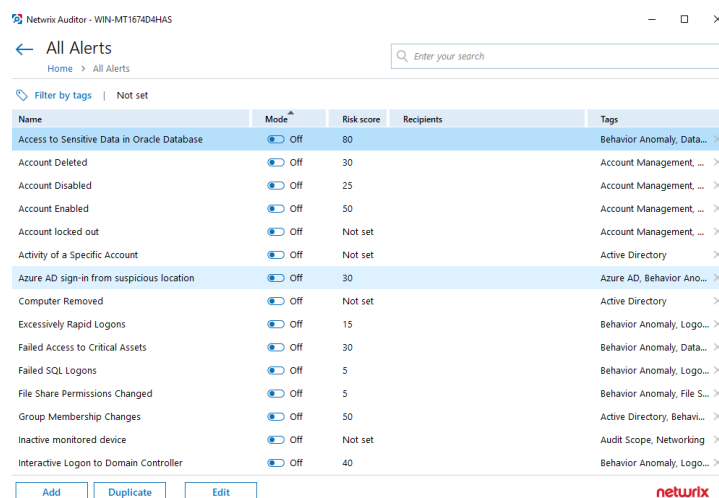 Netwrix Auditor - WIN-MT1674D4HAS
All Alerts
Home > All Alerts
Enter your search
Filter by tags | Not set
Name Mode Risk score Recipients Tags
Access to Sensitive Data in Oracle Database Off 80 Behavior Anomaly, Data...
Account Deleted Off 30 Account Management, ...
Account Disabled Off 25 Account Management, ...
Account Enabled Off 50 Account Management, ...
Account locked out Off Not set Account Management, ...
Activity of a Specific Account Off Not set Active Directory
Azure AD sign-in from suspicious location Off 30 Azure AD, Behavior Ano...
Computer Removed Off Not set Active Directory
Excessively Rapid Logons Off 15 Behavior Anomaly, Logo...
Failed Access to Critical Assets Off 30 Behavior Anomaly, Data...
Failed SQL Logons Off 5 Behavior Anomaly, Logo...
File Share Permissions Changed Off 5 Behavior Anomaly, File S...
Group Membership Changes Off 50 Active Directory, Behavi...
Inactive monitored device Off Not set Audit Scope, Networking
Interactive Logon to Domain Controller Off 40 Behavior Anomaly, Logo...
Add Duplicate Edit netwrix